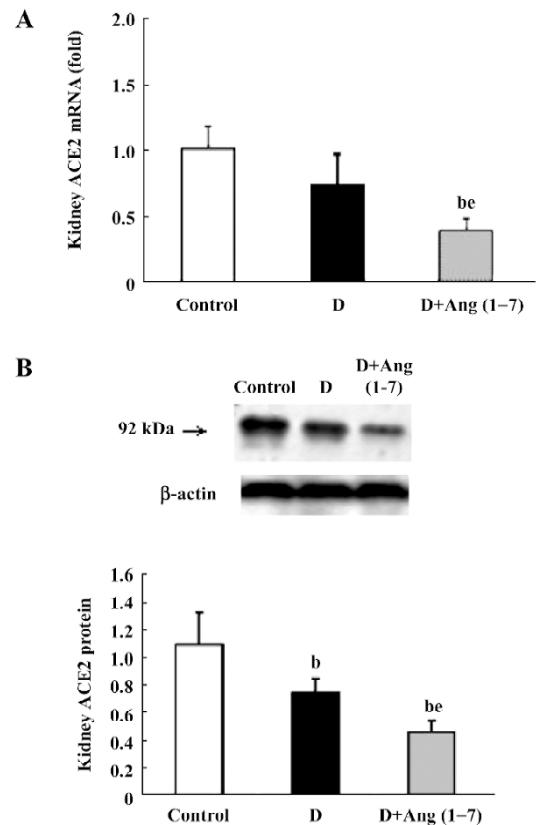 A
Kidney ACE2 mRNA (fold)
2.0
1.5
1.0
0.5
0
be
Control D D+Ang (1–7)
B
Control D D+Ang (1-7)
92 kDa
β-actin
Kidney ACE2 protein
1.6
1.4
1.2
1.0
0.8
0.6
0.4
0.2
0
b
be
Control D D+Ang (1–7)